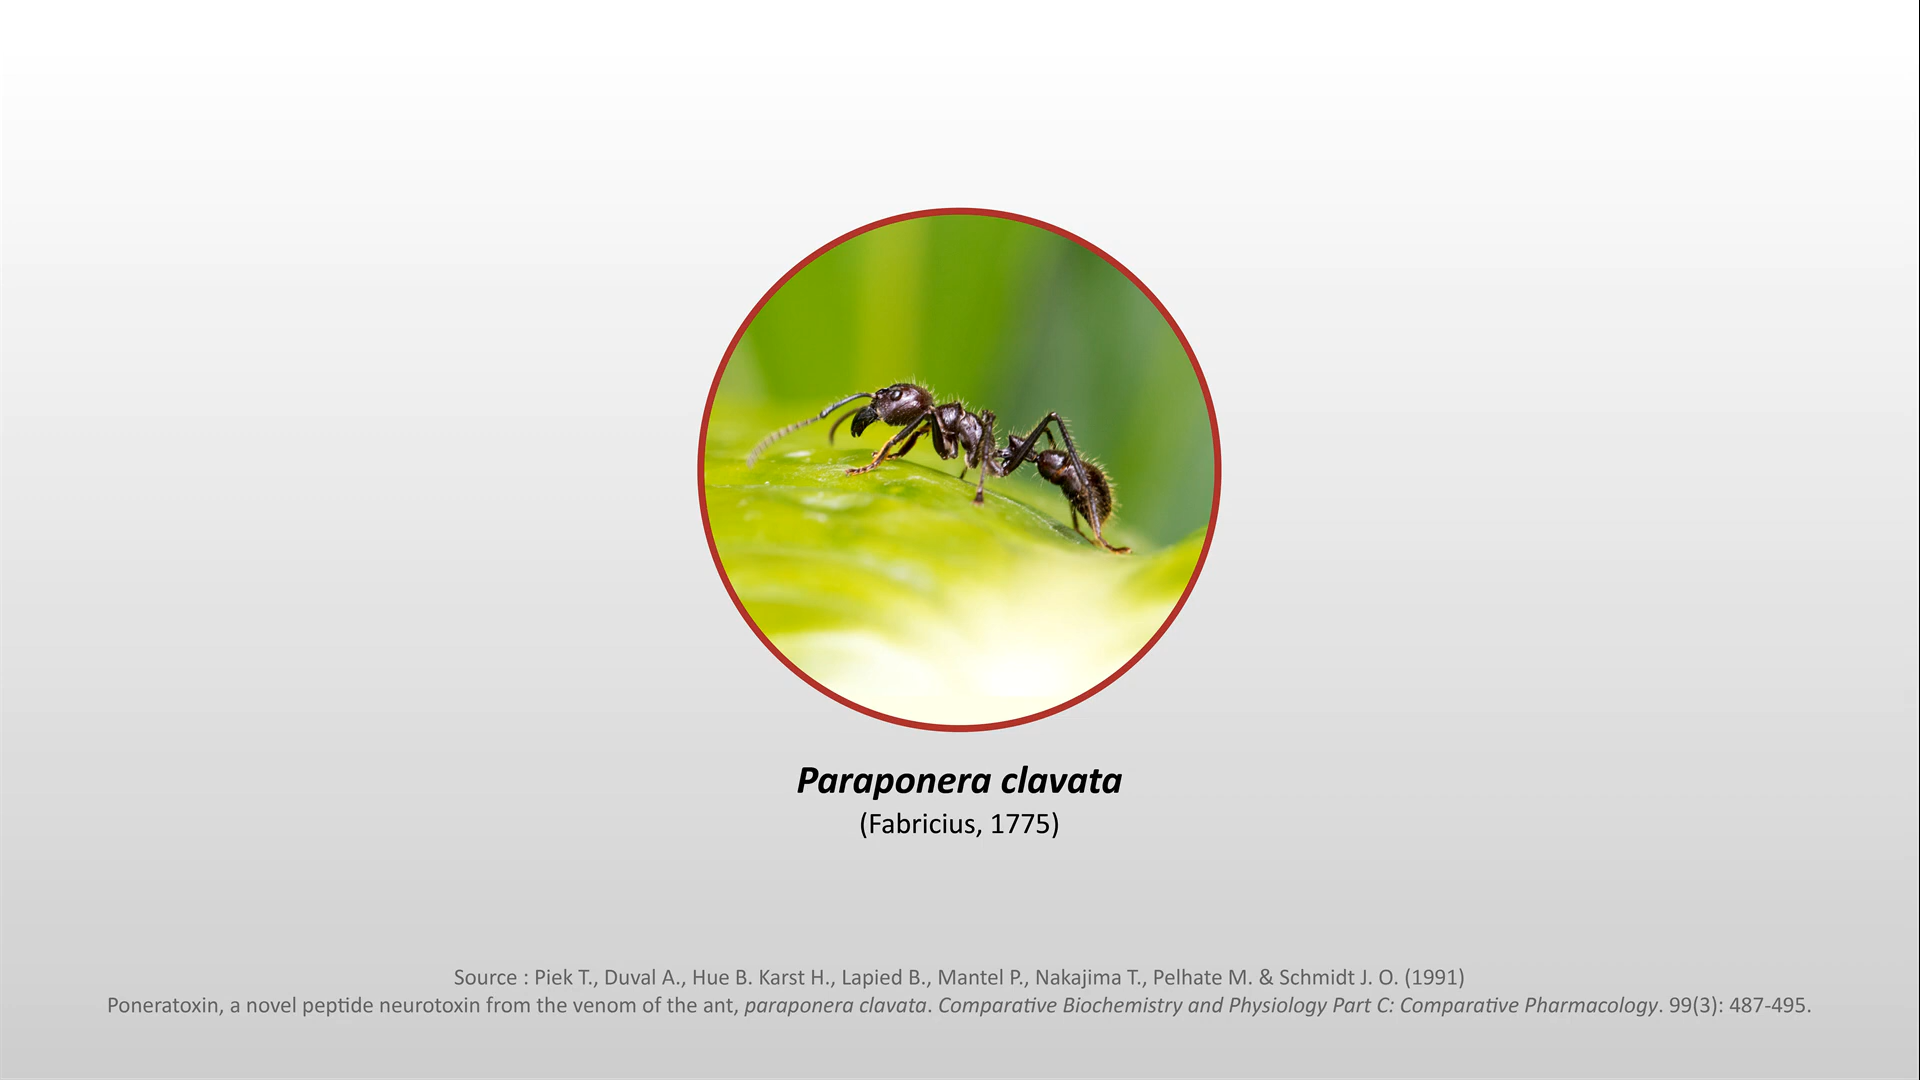 Paraponera clavata
(Fabricius, 1775)
Source : Piek T., Duval A., Hue B. Karst H., Lapied B., Mantel P., Nakajima T., Pelhate M. & Schmidt J. O. (1991)
Poneratoxin, a novel peptide neurotoxin from the venom of the ant, paraponera clavata. Comparative Biochemistry and Physiology Part C: Comparative Pharmacology. 99(3): 487-495.